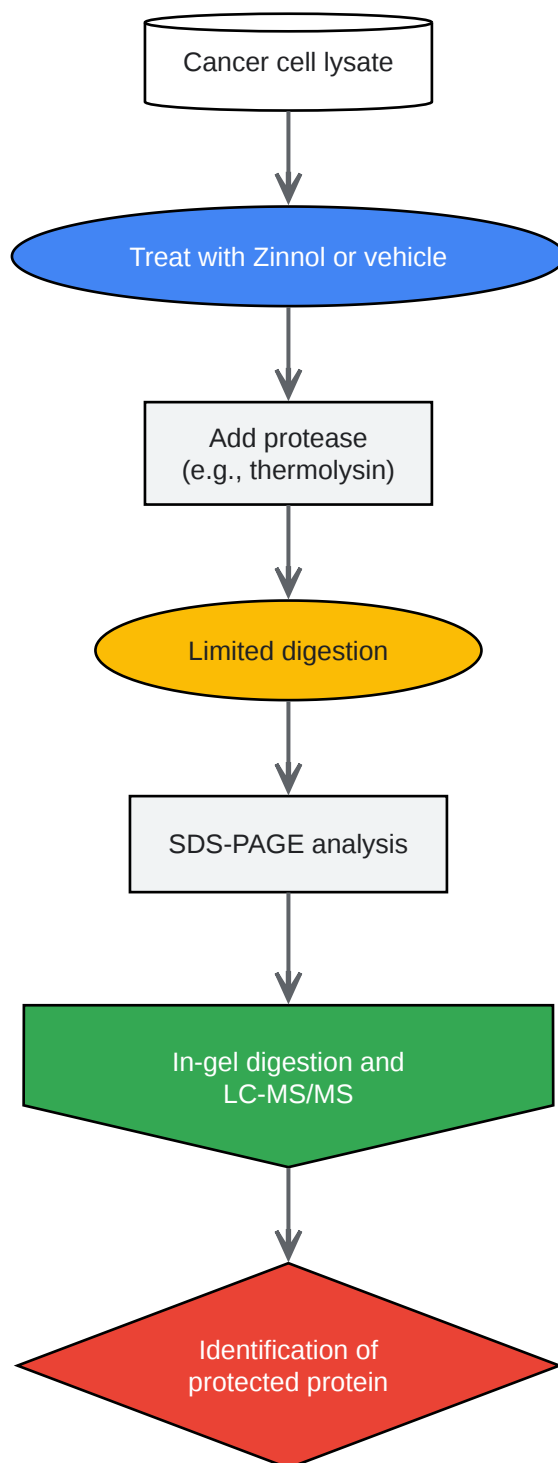 Cancer cell lysate
Treat with Zinnol or vehicle
Add protease
(e.g., thermolysin)
Limited digestion
SDS-PAGE analysis
In-gel digestion and
LC-MS/MS
Identification of
protected protein